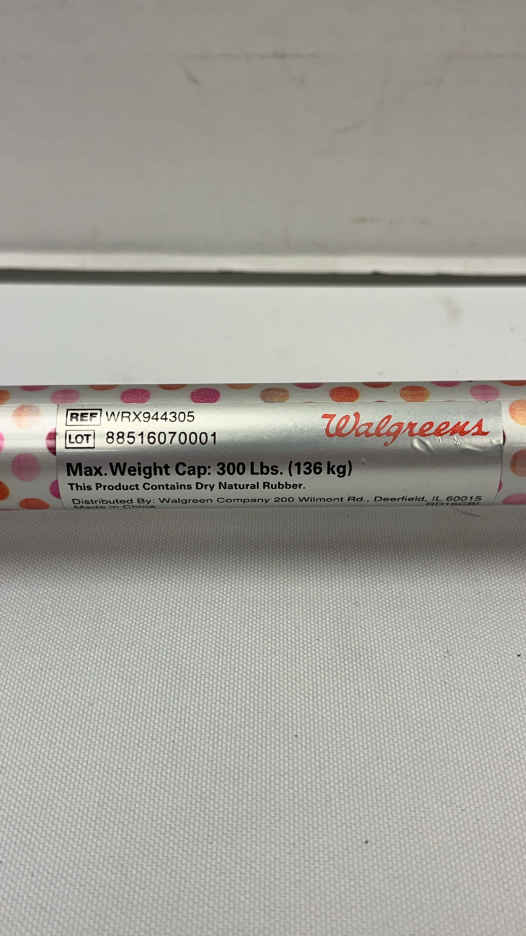 REF WRX944305
LOT 88516070001
Walgreens
Max. Weight Cap: 300 Lbs. (136 kg)
This Product Contains Dry Natural Rubber.
Distributed By: Walgreen Company 200 Wilmont Rd., Deerfield, IL 60015
Made in China